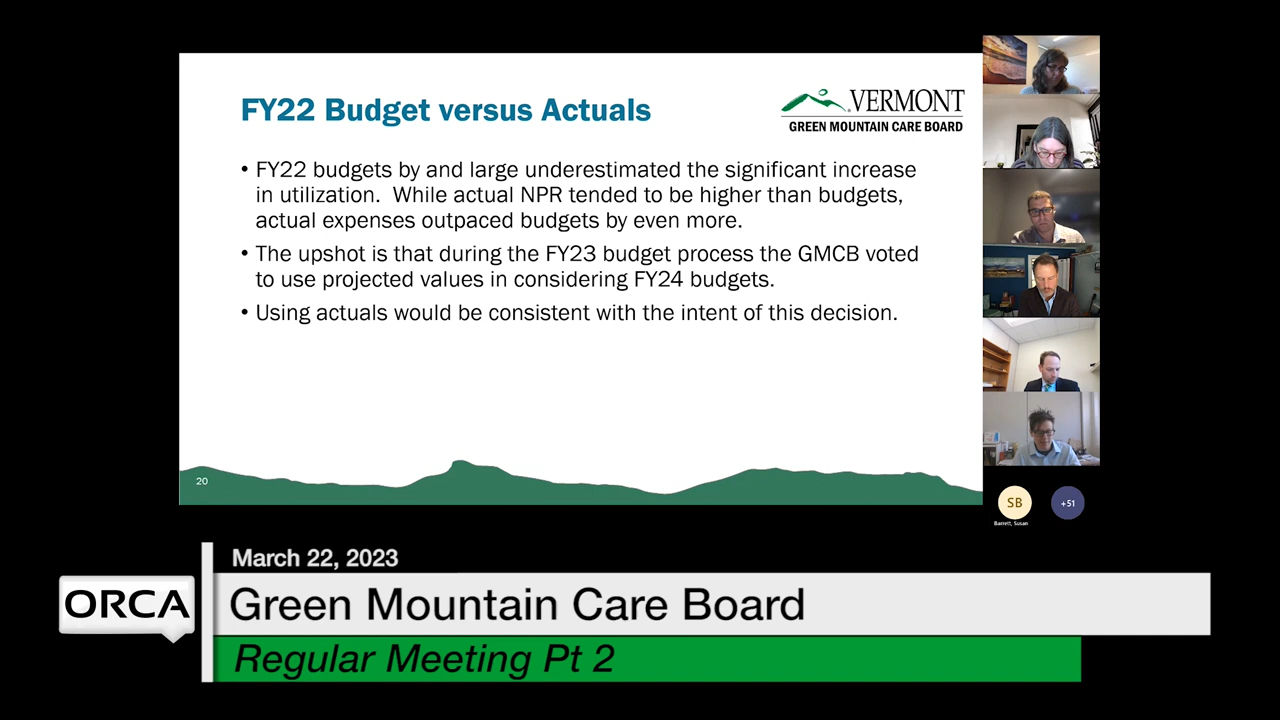 FY22 Budget versus Actuals
VERMONT
GREEN MOUNTAIN CARE BOARD
• FY22 budgets by and large underestimated the significant increase
in utilization.  While actual NPR tended to be higher than budgets,
actual expenses outpaced budgets by even more.
• The upshot is that during the FY23 budget process the GMCB voted
to use projected values in considering FY24 budgets.
• Using actuals would be consistent with the intent of this decision.
20
SB
+51
Barrett, Susan
March 22, 2023
ORCA
Green Mountain Care Board
Regular Meeting Pt 2